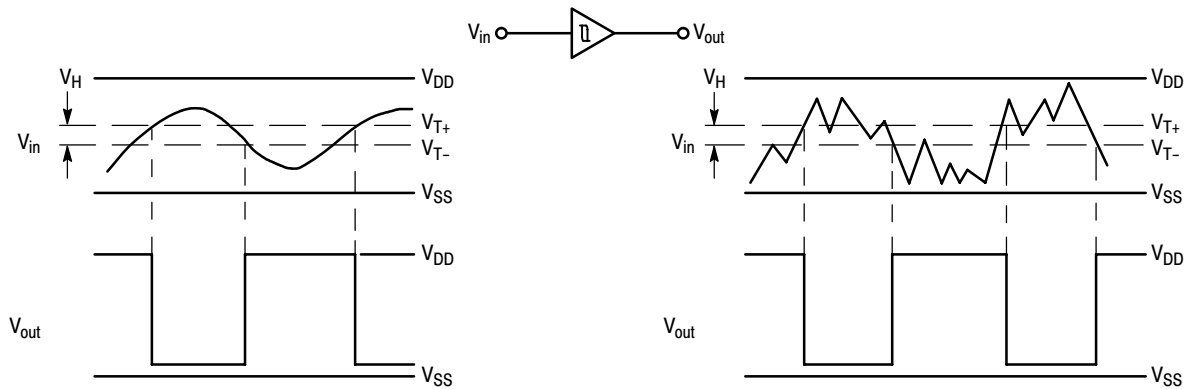 Vin Vout
VH VDD
VT+
Vin VT−
VSS
VDD
Vout
VSS
VH VDD
VT+
Vin VT−
VSS
VDD
Vout
VSS